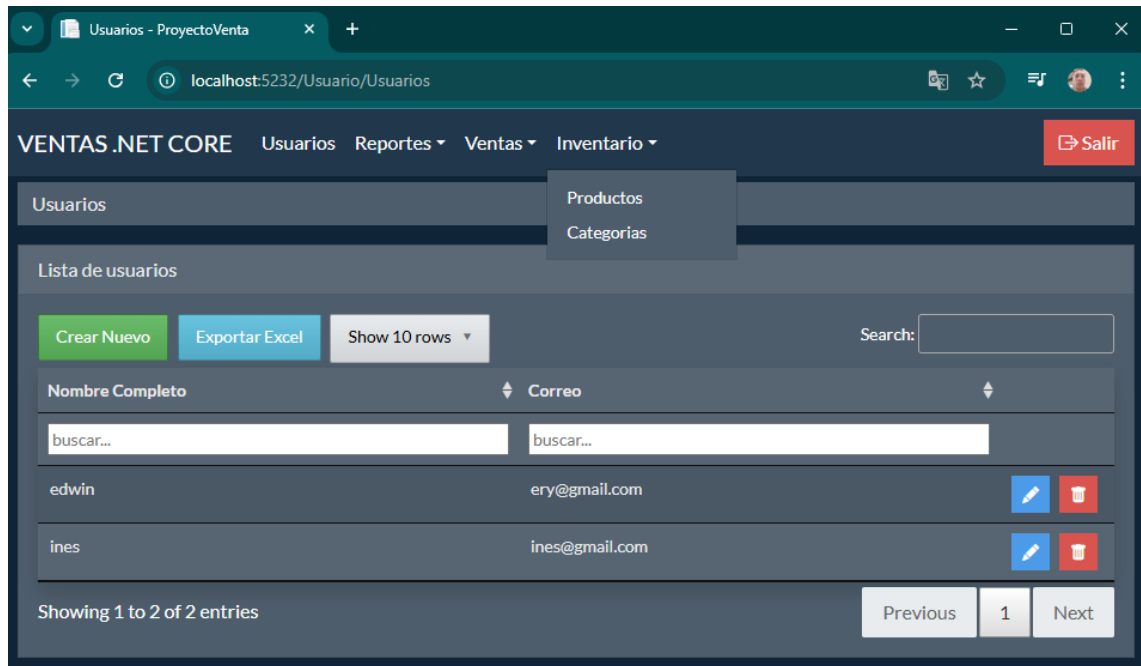 Usuarios - ProyectoVenta
localhost:5232/Usuario/Usuarios
VENTAS .NET CORE Usuarios Reportes Ventas Inventario Salir
Usuarios
Productos
Categorias
Lista de usuarios
Crear Nuevo Exportar Excel Show 10 rows Search:
Nombre Completo Correo
buscar... buscar...
edwin ery@gmail.com
ines ines@gmail.com
Showing 1 to 2 of 2 entries Previous 1 Next